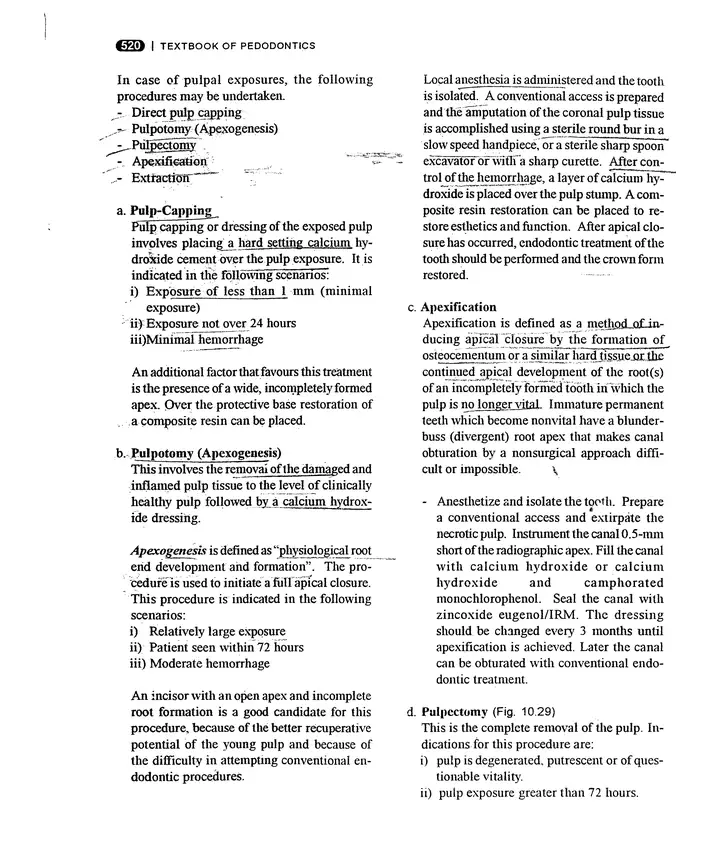 520 | TEXTBOOK OF PEDODONTICS
In case of pulpal exposures, the following
procedures may be undertaken.
- Direct pulp capping
- Pulpotomy (Apexogenesis)
- Pulpectomy
- Apexification
- Extraction
a. Pulp-Capping
Pulp capping or dressing of the exposed pulp
involves placing a hard setting calcium hy-
droxide cement over the pulp exposure. It is
indicated in the following scenarios:
i) Exposure of less than 1 mm (minimal
exposure)
ii) Exposure not over 24 hours
iii)Minimal hemorrhage
An additional factor that favours this treatment
is the presence of a wide, incompletely formed
apex. Over the protective base restoration of
a composite resin can be placed.
b. Pulpotomy (Apexogenesis)
This involves the removal of the damaged and
inflamed pulp tissue to the level of clinically
healthy pulp followed by a calcium hydrox-
ide dressing.
Apexogenesis is defined as "physiological root
end development and formation". The pro-
cedure is used to initiate a full apical closure.
This procedure is indicated in the following
scenarios:
i) Relatively large exposure
ii) Patient seen within 72 hours
iii) Moderate hemorrhage
An incisor with an open apex and incomplete
root formation is a good candidate for this
procedure, because of the better recuperative
potential of the young pulp and because of
the difficulty in attempting conventional en-
dodontic procedures.
Local anesthesia is administered and the tooth
is isolated. A conventional access is prepared
and the amputation of the coronal pulp tissue
is accomplished using a sterile round bur in a
slow speed handpiece, or a sterile sharp spoon
excavator or with a sharp curette. After con-
trol of the hemorrhage, a layer of calcium hy-
droxide is placed over the pulp stump. A com-
posite resin restoration can be placed to re-
store esthetics and function. After apical clo-
sure has occurred, endodontic treatment of the
tooth should be performed and the crown form
restored.
c. Apexification
Apexification is defined as a method of in-
ducing apical closure by the formation of
osteocementum or a similar hard tissue or the
continued apical development of the root(s)
of an incompletely formed tooth in which the
pulp is no longer vital. Immature permanent
teeth which become nonvital have a blunder-
buss (divergent) root apex that makes canal
obturation by a nonsurgical approach diffi-
cult or impossible.
- Anesthetize and isolate the tooth. Prepare
a conventional access and extirpate the
necrotic pulp. Instrument the canal 0.5-mm
short of the radiographic apex. Fill the canal
with calcium hydroxide or calcium
hydroxide and camphorated
monochlorophenol. Seal the canal with
zincoxide eugenol/IRM. The dressing
should be changed every 3 months until
apexification is achieved. Later the canal
can be obturated with conventional endo-
dontic treatment.
d. Pulpectomy (Fig. 10.29)
This is the complete removal of the pulp. In-
dications for this procedure are:
i) pulp is degenerated, putrescent or of ques-
tionable vitality.
ii) pulp exposure greater than 72 hours.